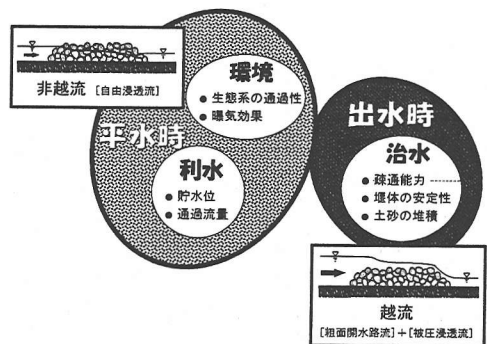 非越流 [自由浸透流]
平水時
環境
● 生態系の通過性
● 曝気効果
利水
● 貯水位
● 通過流量
出水時
治水
● 疎通能力
● 堰体の安定性
● 土砂の堆積
越流
[粗面開水路流]+[被圧浸透流]